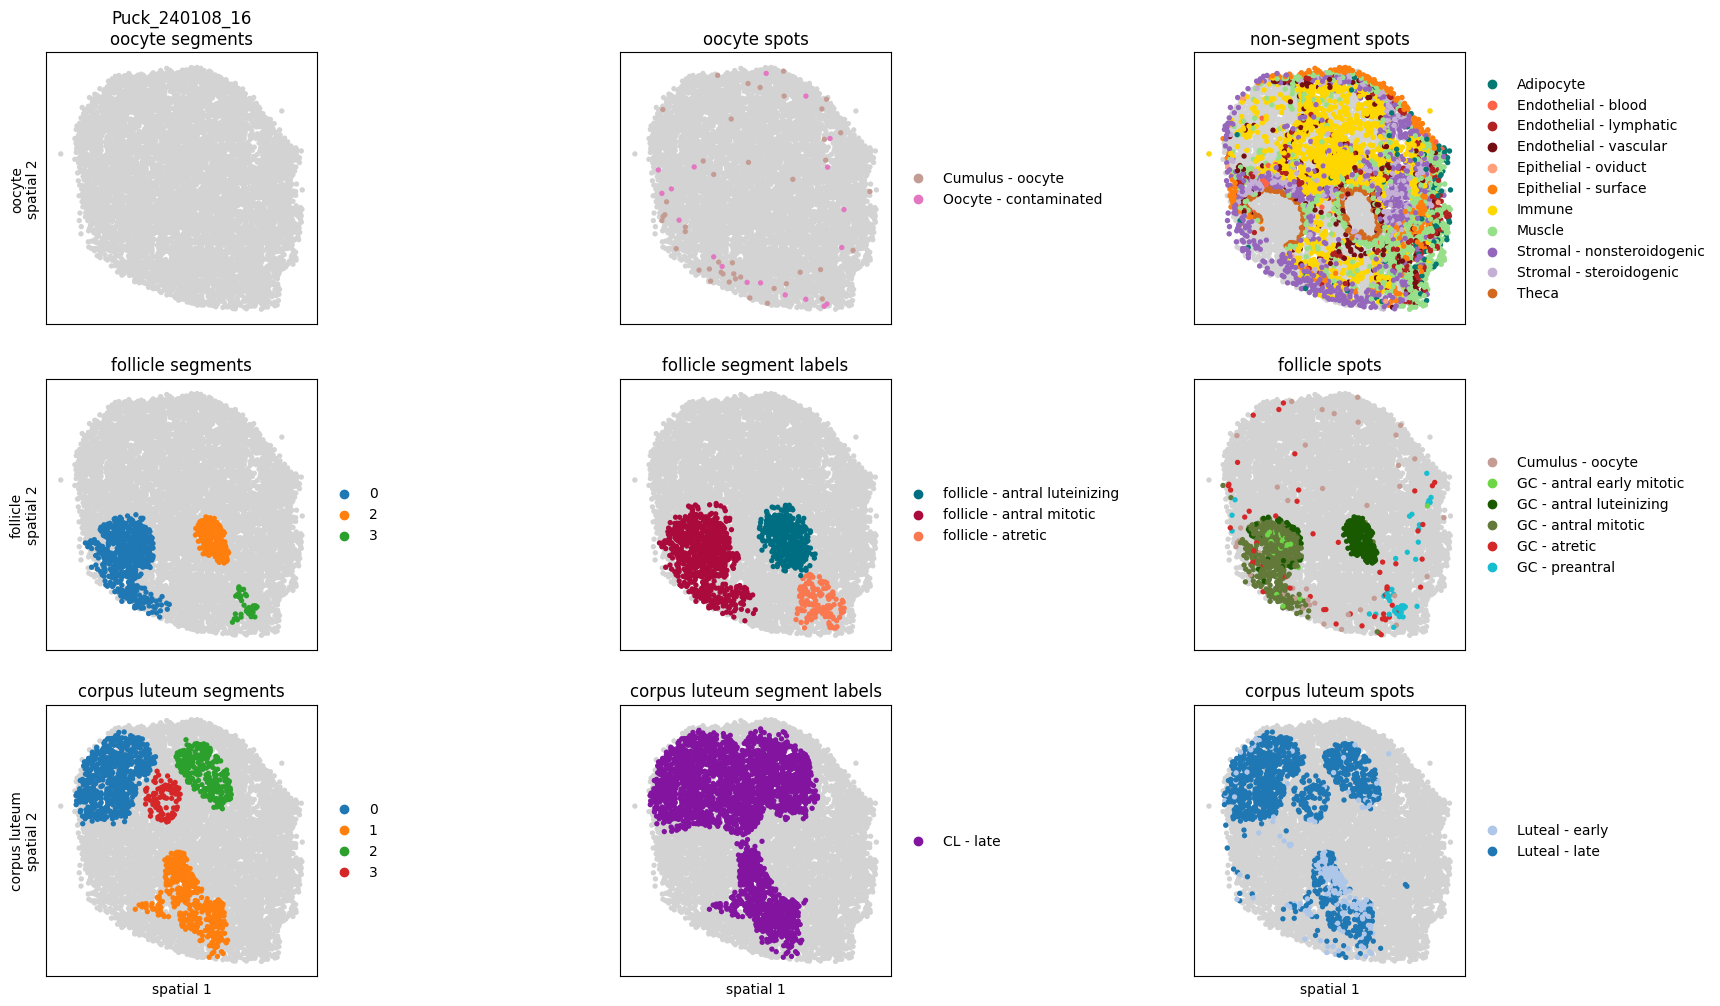 Puck_240108_16
oocyte segments
oocyte spots
non-segment spots
oocyte
spatial 2
Cumulus - oocyte
Oocyte - contaminated
Adipocyte
Endothelial - blood
Endothelial - lymphatic
Endothelial - vascular
Epithelial - oviduct
Epithelial - surface
Immune
Muscle
Stromal - nonsteroidogenic
Stromal - steroidogenic
Theca
follicle segments
follicle segment labels
follicle spots
follicle
spatial 2
0
2
3
follicle - antral luteinizing
follicle - antral mitotic
follicle - atretic
Cumulus - oocyte
GC - antral early mitotic
GC - antral luteinizing
GC - antral mitotic
GC - atretic
GC - preantral
corpus luteum segments
corpus luteum segment labels
corpus luteum spots
corpus luteum
spatial 2
0
1
2
3
CL - late
Luteal - early
Luteal - late
spatial 1
spatial 1
spatial 1